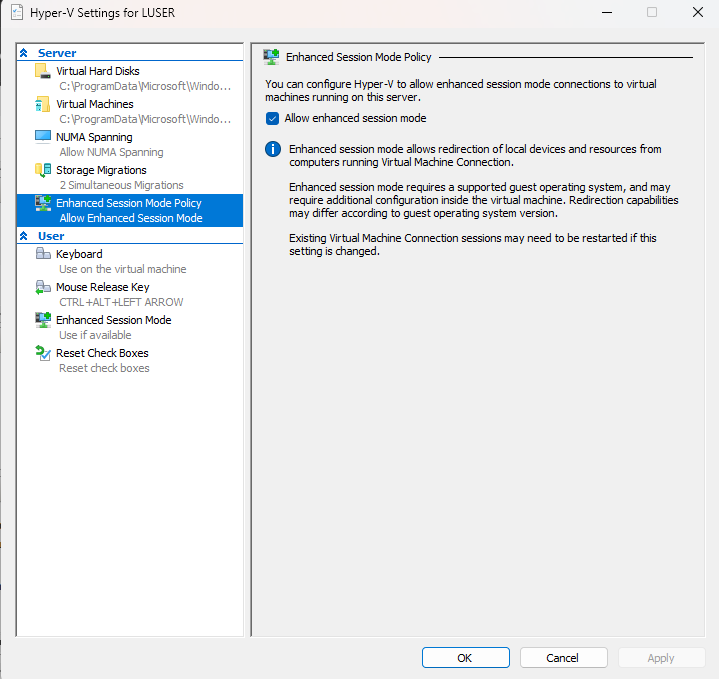 Hyper-V Settings for LUSER
Server
Virtual Hard Disks
C:\ProgramData\Microsoft\Windo...
Virtual Machines
C:\ProgramData\Microsoft\Windo...
NUMA Spanning
Allow NUMA Spanning
Storage Migrations
2 Simultaneous Migrations
Enhanced Session Mode Policy
Allow Enhanced Session Mode
User
Keyboard
Use on the virtual machine
Mouse Release Key
CTRL+ALT+LEFT ARROW
Enhanced Session Mode
Use if available
Reset Check Boxes
Reset check boxes
Enhanced Session Mode Policy
You can configure Hyper-V to allow enhanced session mode connections to virtual
machines running on this server.
Allow enhanced session mode
Enhanced session mode allows redirection of local devices and resources from
computers running Virtual Machine Connection.
Enhanced session mode requires a supported guest operating system, and may
require additional configuration inside the virtual machine. Redirection capabilities
may differ according to guest operating system version.
Existing Virtual Machine Connection sessions may need to be restarted if this
setting is changed.
OK
Cancel
Apply